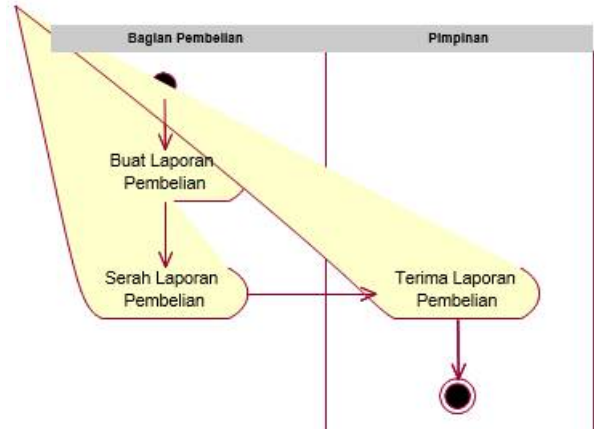 Bagian Pembelian
Pimpinan
Buat Laporan
Pembelian
Serah Laporan
Pembelian
Terima Laporan
Pembelian